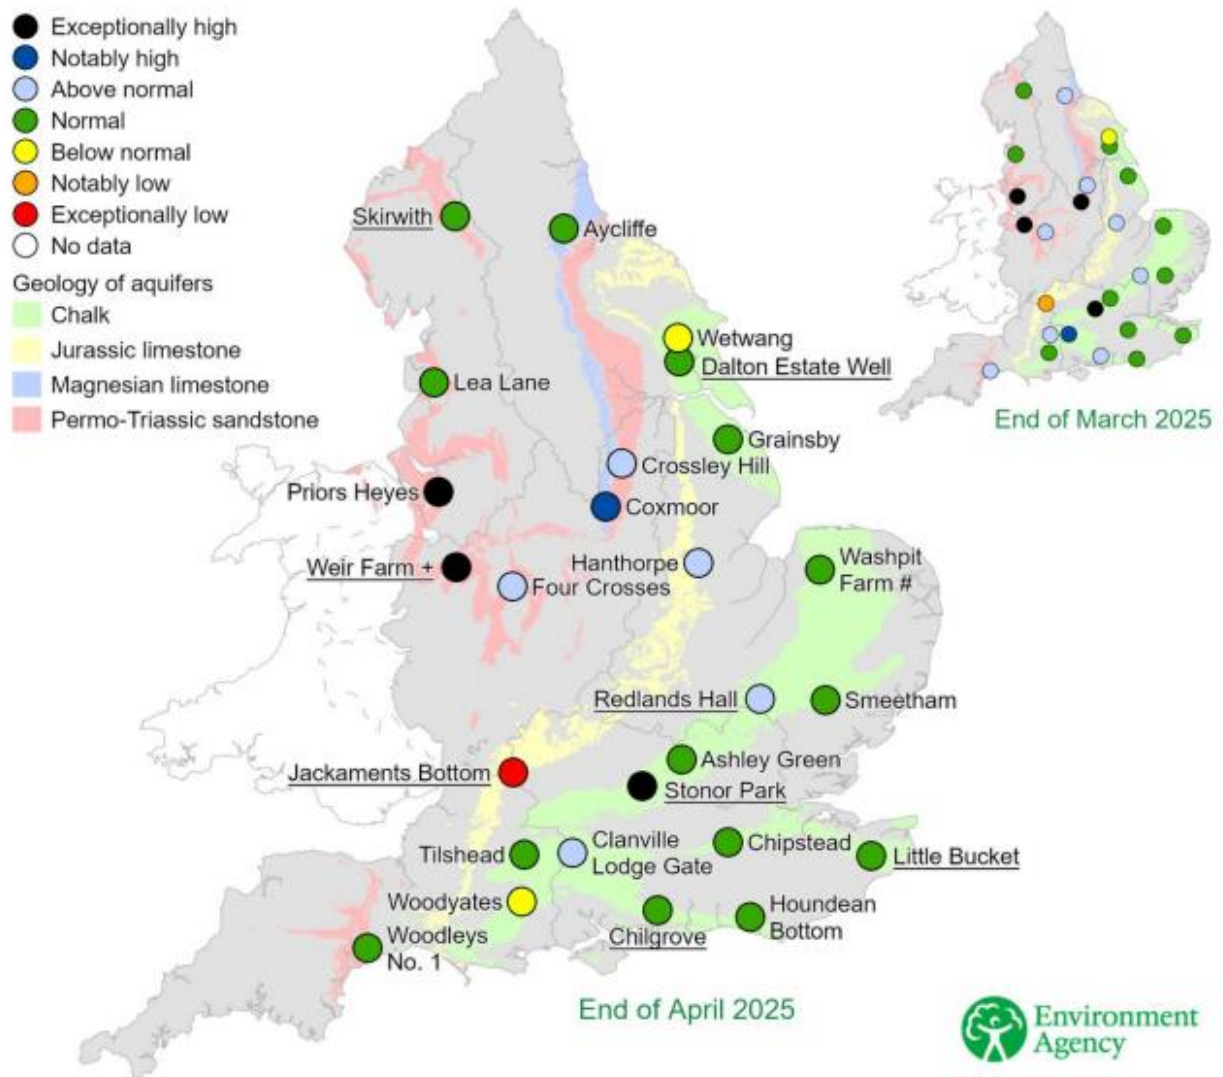 Exceptionally high
Notably high
Above normal
Normal
Below normal
Notably low
Exceptionally low
No data
Geology of aquifers
Chalk
Jurassic limestone
Magnesian limestone
Permo-Triassic sandstone
End of March 2025
Skirwith
Aycliffe
Wetwang
Dalton Estate Well
Lea Lane
Grainsby
Crossley Hill
Priors Heyes
Coxmoor
Weir Farm +
Hanthorpe
Four Crosses
Washpit
Farm #
Redlands Hall
Smeetham
Jackaments Bottom
Ashley Green
Stonor Park
Tilshead
Clanville
Lodge Gate
Chipstead
Little Bucket
Woodyates
Chilgrove
Houndean
Bottom
Woodleys
No. 1
End of April 2025
Environment
Agency